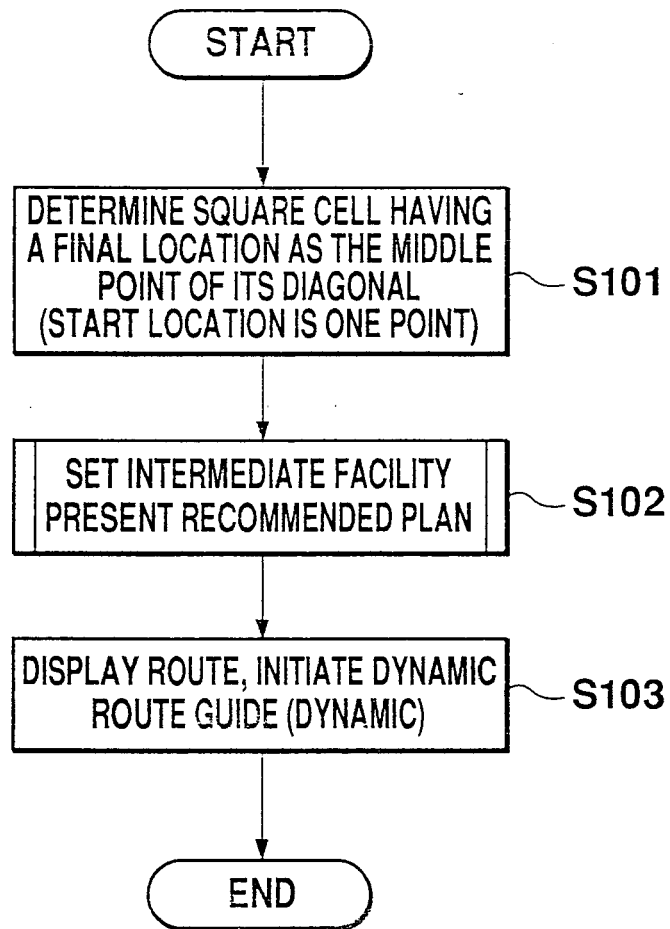 START
DETERMINE SQUARE CELL HAVING
A FINAL LOCATION AS THE MIDDLE
POINT OF ITS DIAGONAL
(START LOCATION IS ONE POINT)
S101
SET INTERMEDIATE FACILITY
PRESENT RECOMMENDED PLAN
S102
DISPLAY ROUTE, INITIATE DYNAMIC
ROUTE GUIDE (DYNAMIC)
S103
END